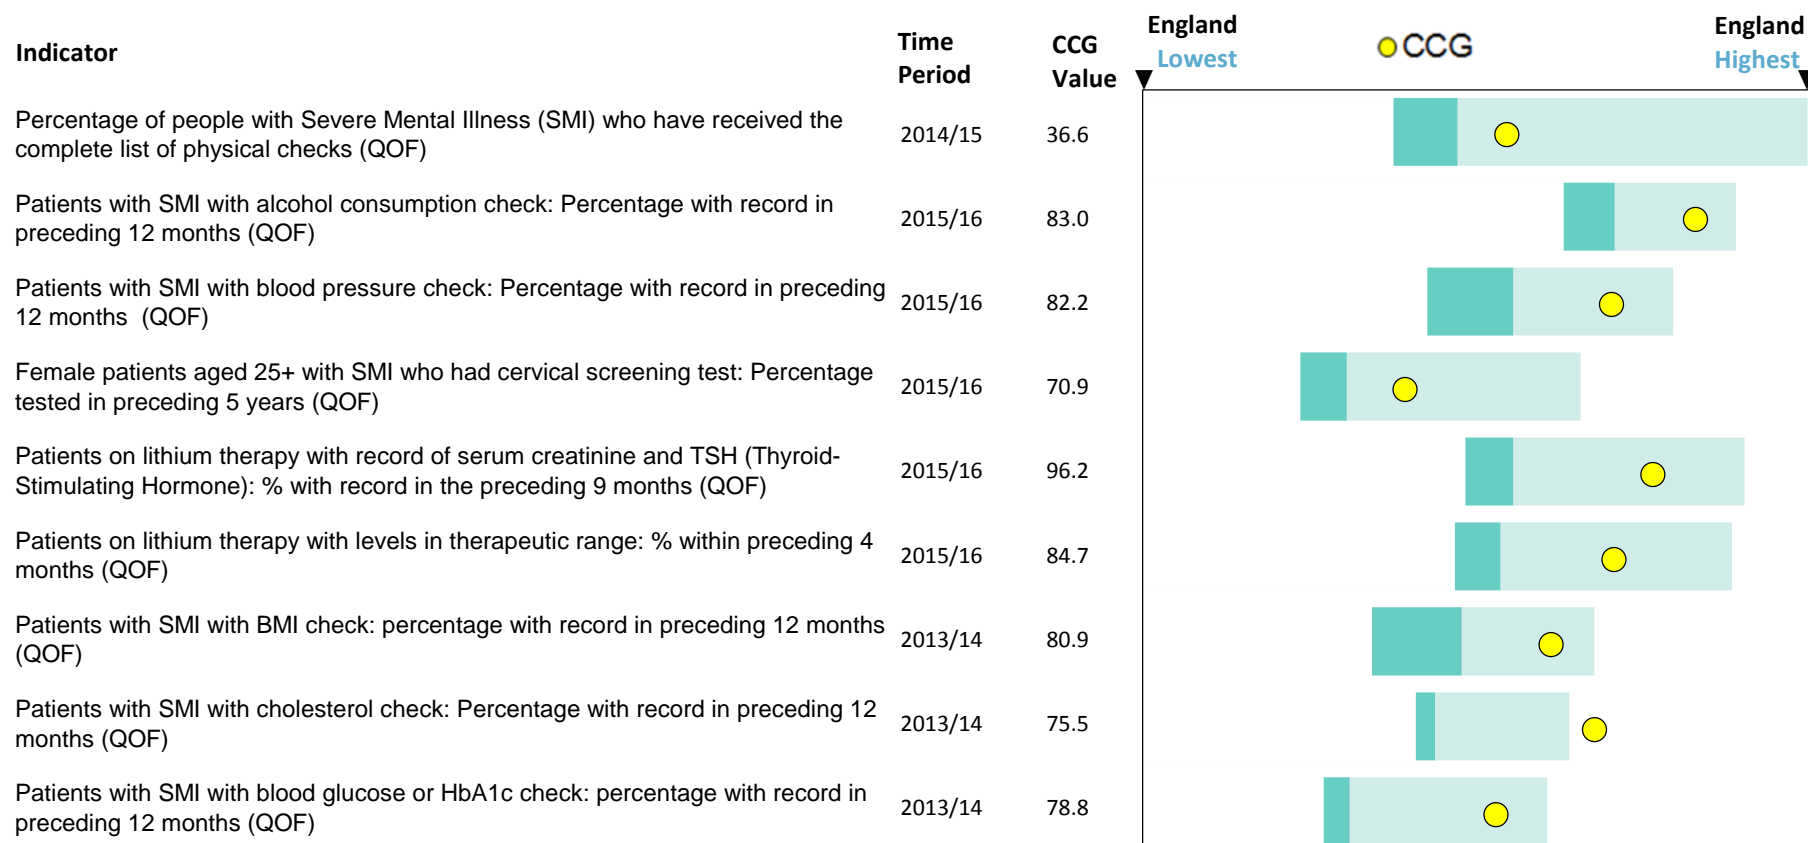 Indicator
Time Period
CCG Value
England Lowest
CCG
England Highest
Percentage of people with Severe Mental Illness (SMI) who have received the
complete list of physical checks (QOF)
2014/15 36.6
Patients with SMI with alcohol consumption check: Percentage with record in
preceding 12 months (QOF)
2015/16 83.0
Patients with SMI with blood pressure check: Percentage with record in preceding
12 months (QOF)
2015/16 82.2
Female patients aged 25+ with SMI who had cervical screening test: Percentage
tested in preceding 5 years (QOF)
2015/16 70.9
Patients on lithium therapy with record of serum creatinine and TSH (Thyroid-
Stimulating Hormone): % with record in the preceding 9 months (QOF)
2015/16 96.2
Patients on lithium therapy with levels in therapeutic range: % within preceding 4
months (QOF)
2015/16 84.7
Patients with SMI with BMI check: percentage with record in preceding 12 months
(QOF)
2013/14 80.9
Patients with SMI with cholesterol check: Percentage with record in preceding 12
months (QOF)
2013/14 75.5
Patients with SMI with blood glucose or HbA1c check: percentage with record in
preceding 12 months (QOF)
2013/14 78.8